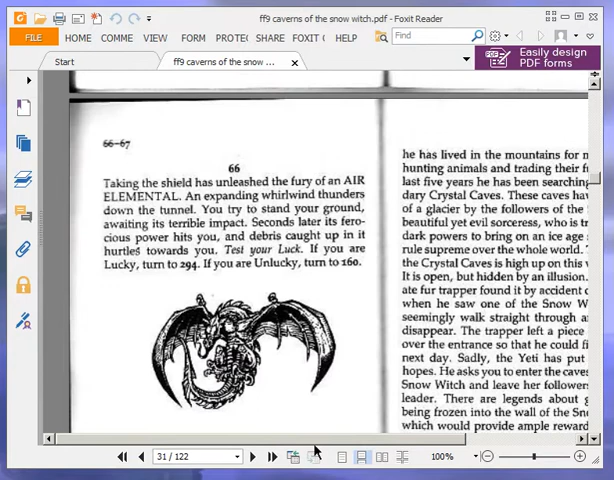 ff9 caverns of the snow witch.pdf - Foxit Reader
FILE HOME COMM VIEW FORM PROTEC SHARE FOXIT C HELP Find
Start ff9 caverns of the snow ... Easily design PDF forms
66-67
66
Taking the shield has unleashed the fury of an AIR
ELEMENTAL. An expanding whirlwind thunders
down the tunnel. You try to stand your ground,
awaiting its terrible impact. Seconds later its fero-
cious power hits you, and debris caught up in it
hurtles towards you. Test your Luck. If you are
Lucky, turn to 294. If you are Unlucky, turn to 160.
he has lived in the mountains for
hunting animals and trading their
last five years he has been searching
dary Crystal Caves. These caves
of a glacier by the followers of the
beautiful yet evil sorceress, who is
dark powers to bring on an ice age
rule supreme over the whole world.
the Crystal Caves is high up on this
It is open, but hidden by an illusion.
ate fur trapper found it by accident
when he saw one of the Snow W
seemingly walk straight through a
disappear. The trapper left a piece
over the entrance so that he could
next day. Sadly, the Yeti has put
hopes. He asks you to enter the caves
Snow Witch and leave her followers
leader. There are legends about
being frozen into the wall of the
which would provide ample reward
31 / 122 100%